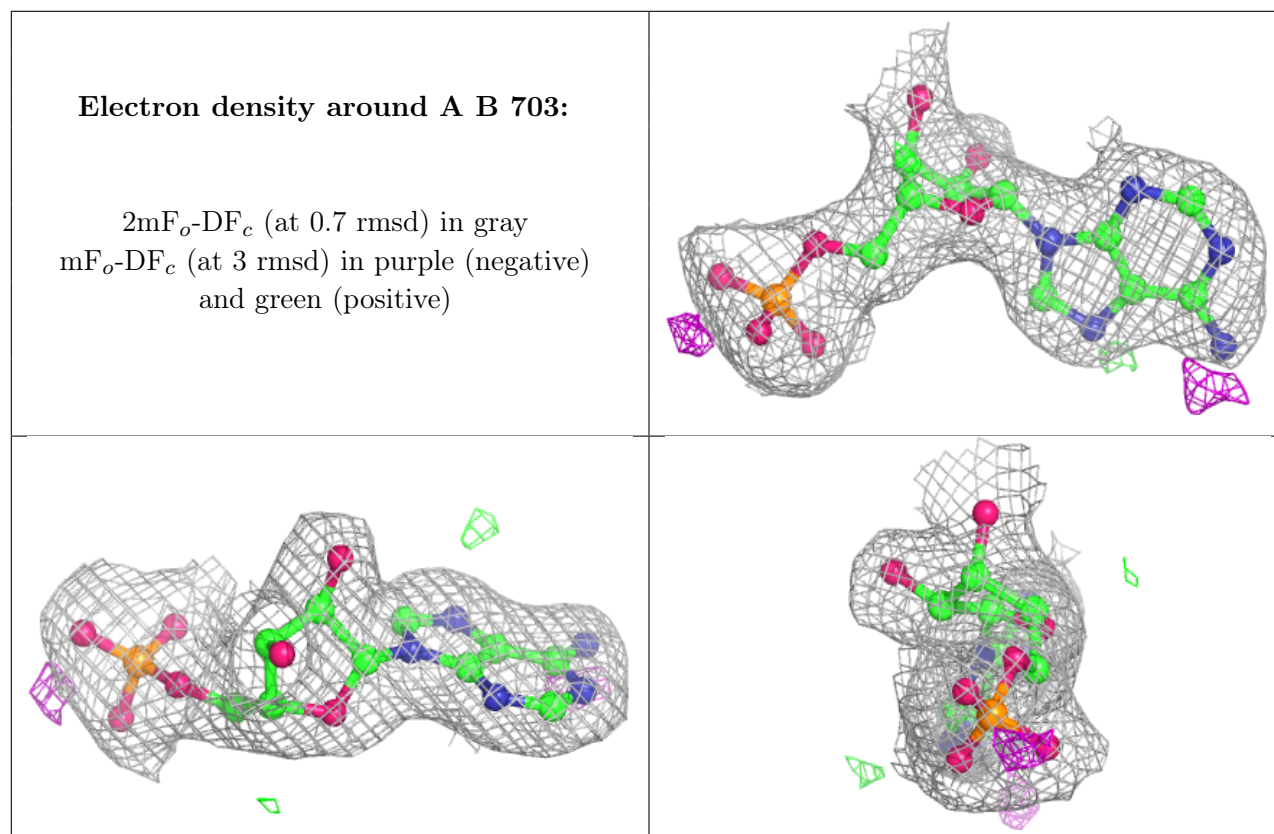 Electron density around A B 703:
2mFo-DFc (at 0.7 rmsd) in gray
mFo-DFc (at 3 rmsd) in purple (negative)
and green (positive)